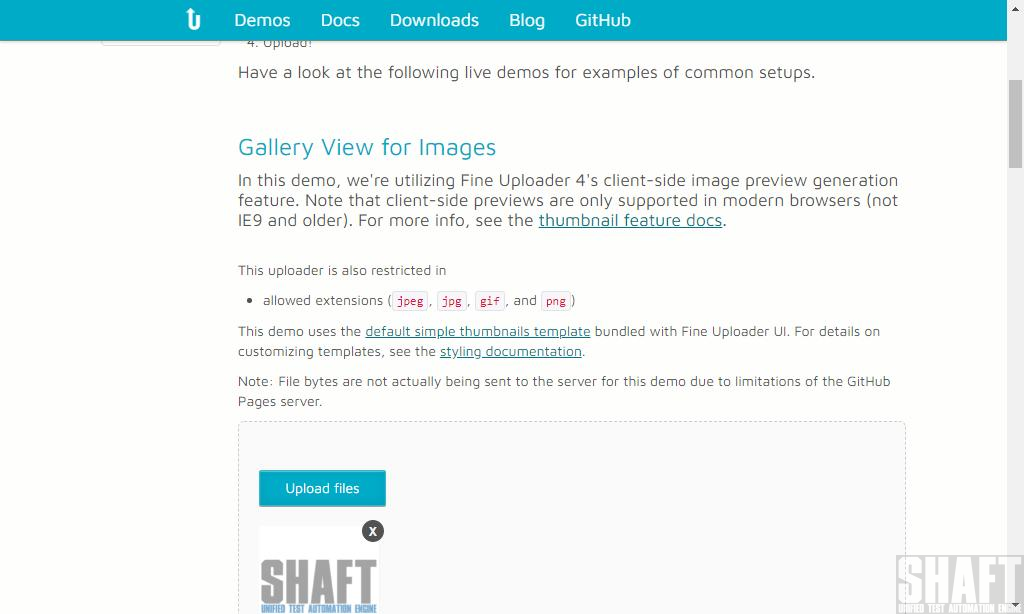 Demos Docs Downloads Blog GitHub
4. Upload!
Have a look at the following live demos for examples of common setups.
Gallery View for Images
In this demo, we're utilizing Fine Uploader 4's client-side image preview generation
feature. Note that client-side previews are only supported in modern browsers (not
IE9 and older). For more info, see the thumbnail feature docs.
This uploader is also restricted in
• allowed extensions (jpeg, jpg, gif, and png)
This demo uses the default simple thumbnails template bundled with Fine Uploader UI. For details on
customizing templates, see the styling documentation.
Note: File bytes are not actually being sent to the server for this demo due to limitations of the GitHub
Pages server.
Upload files
X
SHAFT
UNIFIED TEST AUTOMATION ENGINE
SHAFT
UNIFIED TEST AUTOMATION ENGINE